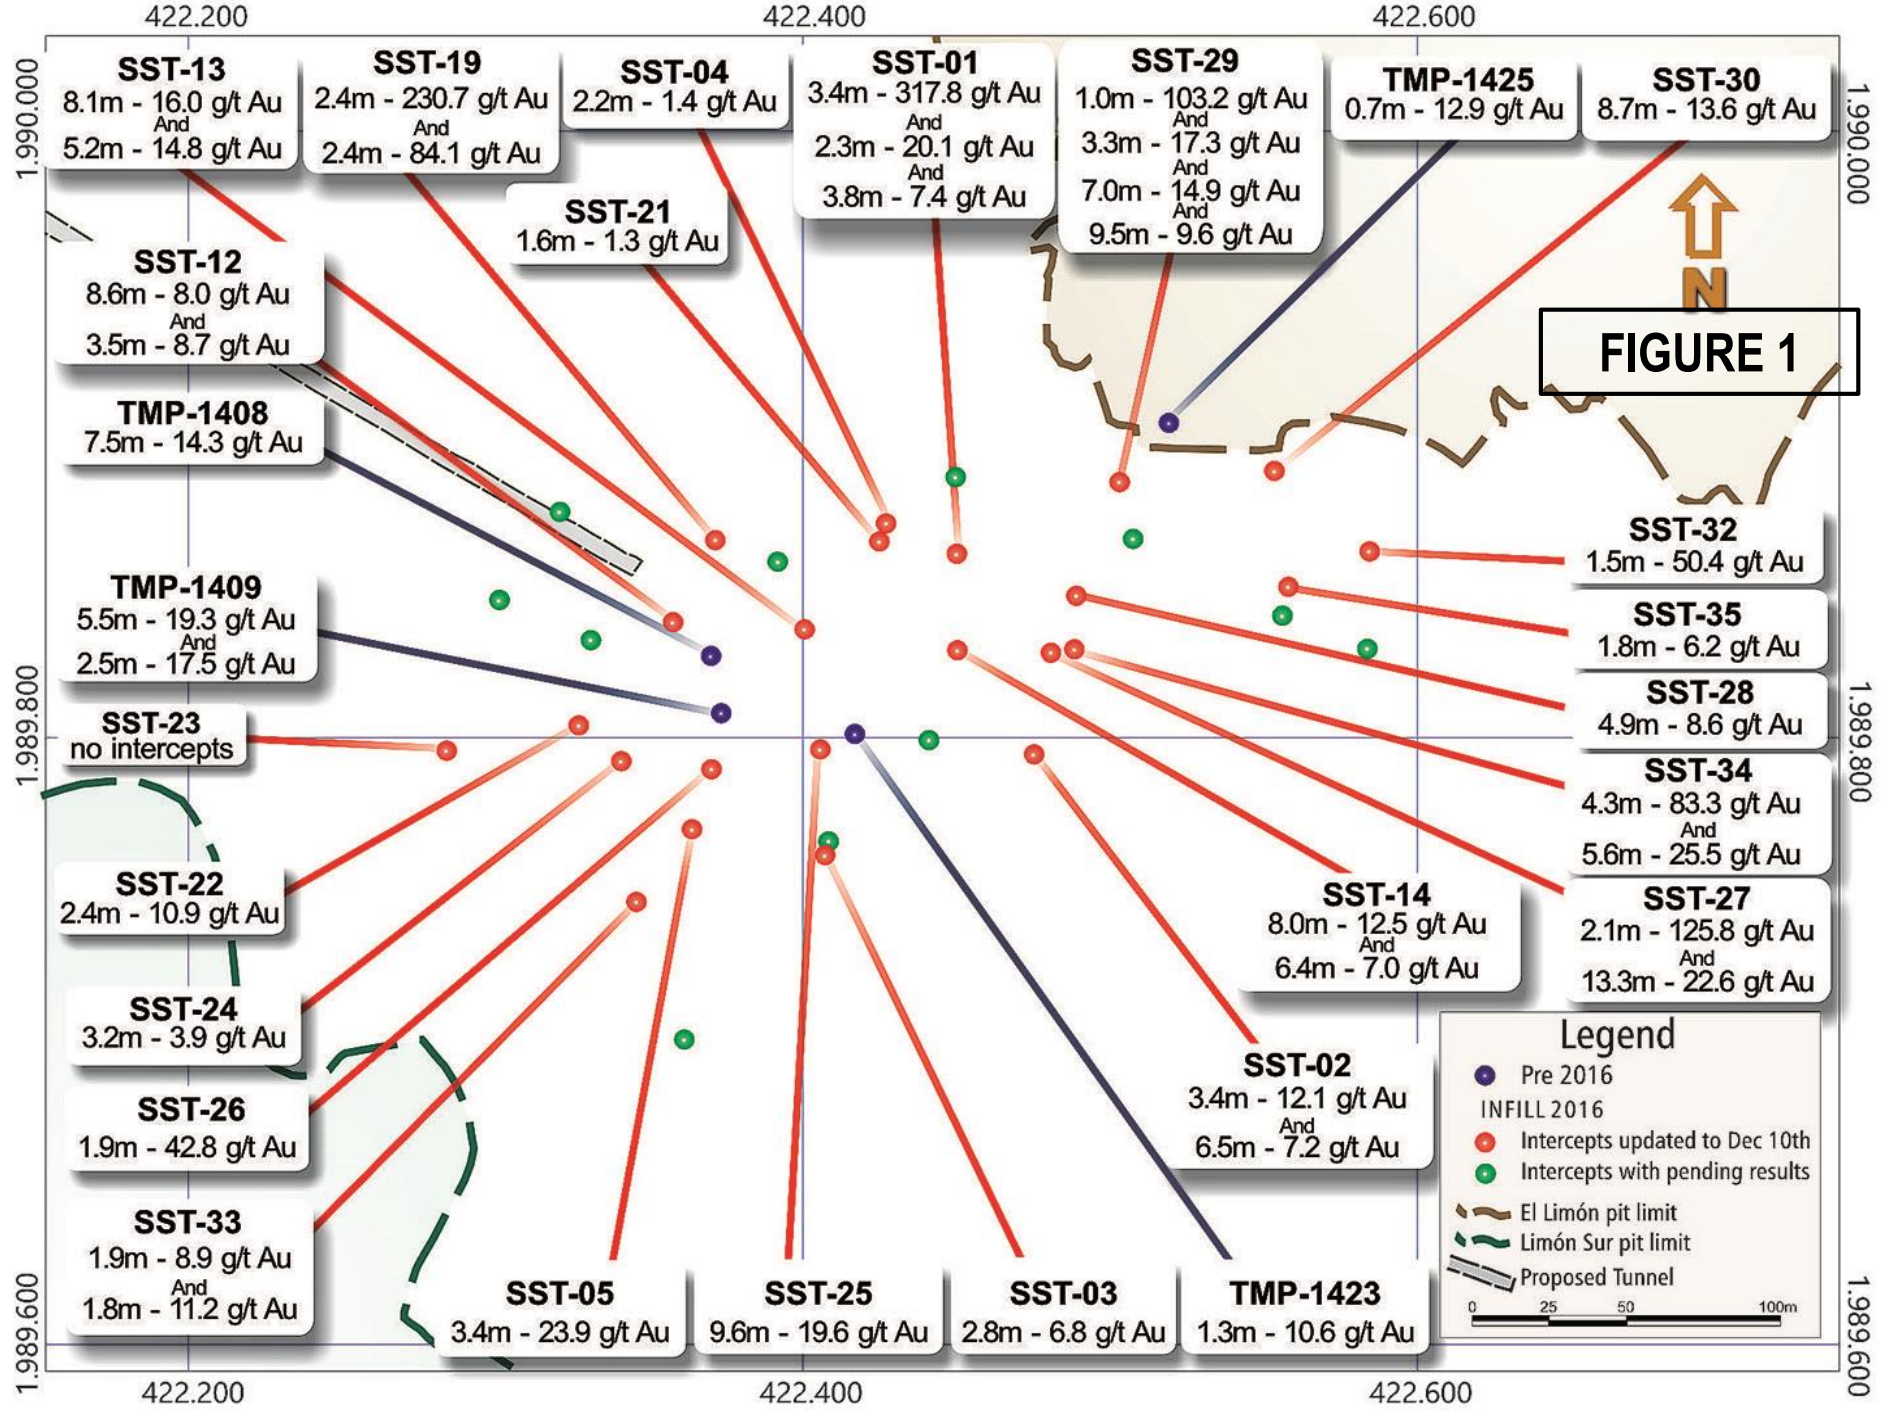 422.200
422.400
422.600
1.990.000
1.990.000
SST-13
8.1m - 16.0 g/t Au
And
5.2m - 14.8 g/t Au
SST-19
2.4m - 230.7 g/t Au
And
2.4m - 84.1 g/t Au
SST-04
2.2m - 1.4 g/t Au
SST-01
3.4m - 317.8 g/t Au
And
2.3m - 20.1 g/t Au
And
3.8m - 7.4 g/t Au
SST-29
1.0m - 103.2 g/t Au
And
3.3m - 17.3 g/t Au
And
7.0m - 14.9 g/t Au
And
9.5m - 9.6 g/t Au
TMP-1425
0.7m - 12.9 g/t Au
SST-30
8.7m - 13.6 g/t Au
SST-21
1.6m - 1.3 g/t Au
N
FIGURE 1
SST-12
8.6m - 8.0 g/t Au
And
3.5m - 8.7 g/t Au
TMP-1408
7.5m - 14.3 g/t Au
TMP-1409
5.5m - 19.3 g/t Au
And
2.5m - 17.5 g/t Au
SST-32
1.5m - 50.4 g/t Au
SST-35
1.8m - 6.2 g/t Au
SST-28
4.9m - 8.6 g/t Au
1.989.800
1.989.800
SST-23
no intercepts
SST-34
4.3m - 83.3 g/t Au
And
5.6m - 25.5 g/t Au
SST-22
2.4m - 10.9 g/t Au
SST-14
8.0m - 12.5 g/t Au
And
6.4m - 7.0 g/t Au
SST-27
2.1m - 125.8 g/t Au
And
13.3m - 22.6 g/t Au
SST-24
3.2m - 3.9 g/t Au
SST-02
3.4m - 12.1 g/t Au
And
6.5m - 7.2 g/t Au
SST-26
1.9m - 42.8 g/t Au
SST-33
1.9m - 8.9 g/t Au
And
1.8m - 11.2 g/t Au
SST-05
3.4m - 23.9 g/t Au
SST-25
9.6m - 19.6 g/t Au
SST-03
2.8m - 6.8 g/t Au
TMP-1423
1.3m - 10.6 g/t Au
Legend
Pre 2016
INFILL 2016
Intercepts updated to Dec 10th
Intercepts with pending results
El Limón pit limit
Limón Sur pit limit
Proposed Tunnel
0 25 50 100m
1.989.600
1.989.600
422.200
422.400
422.600